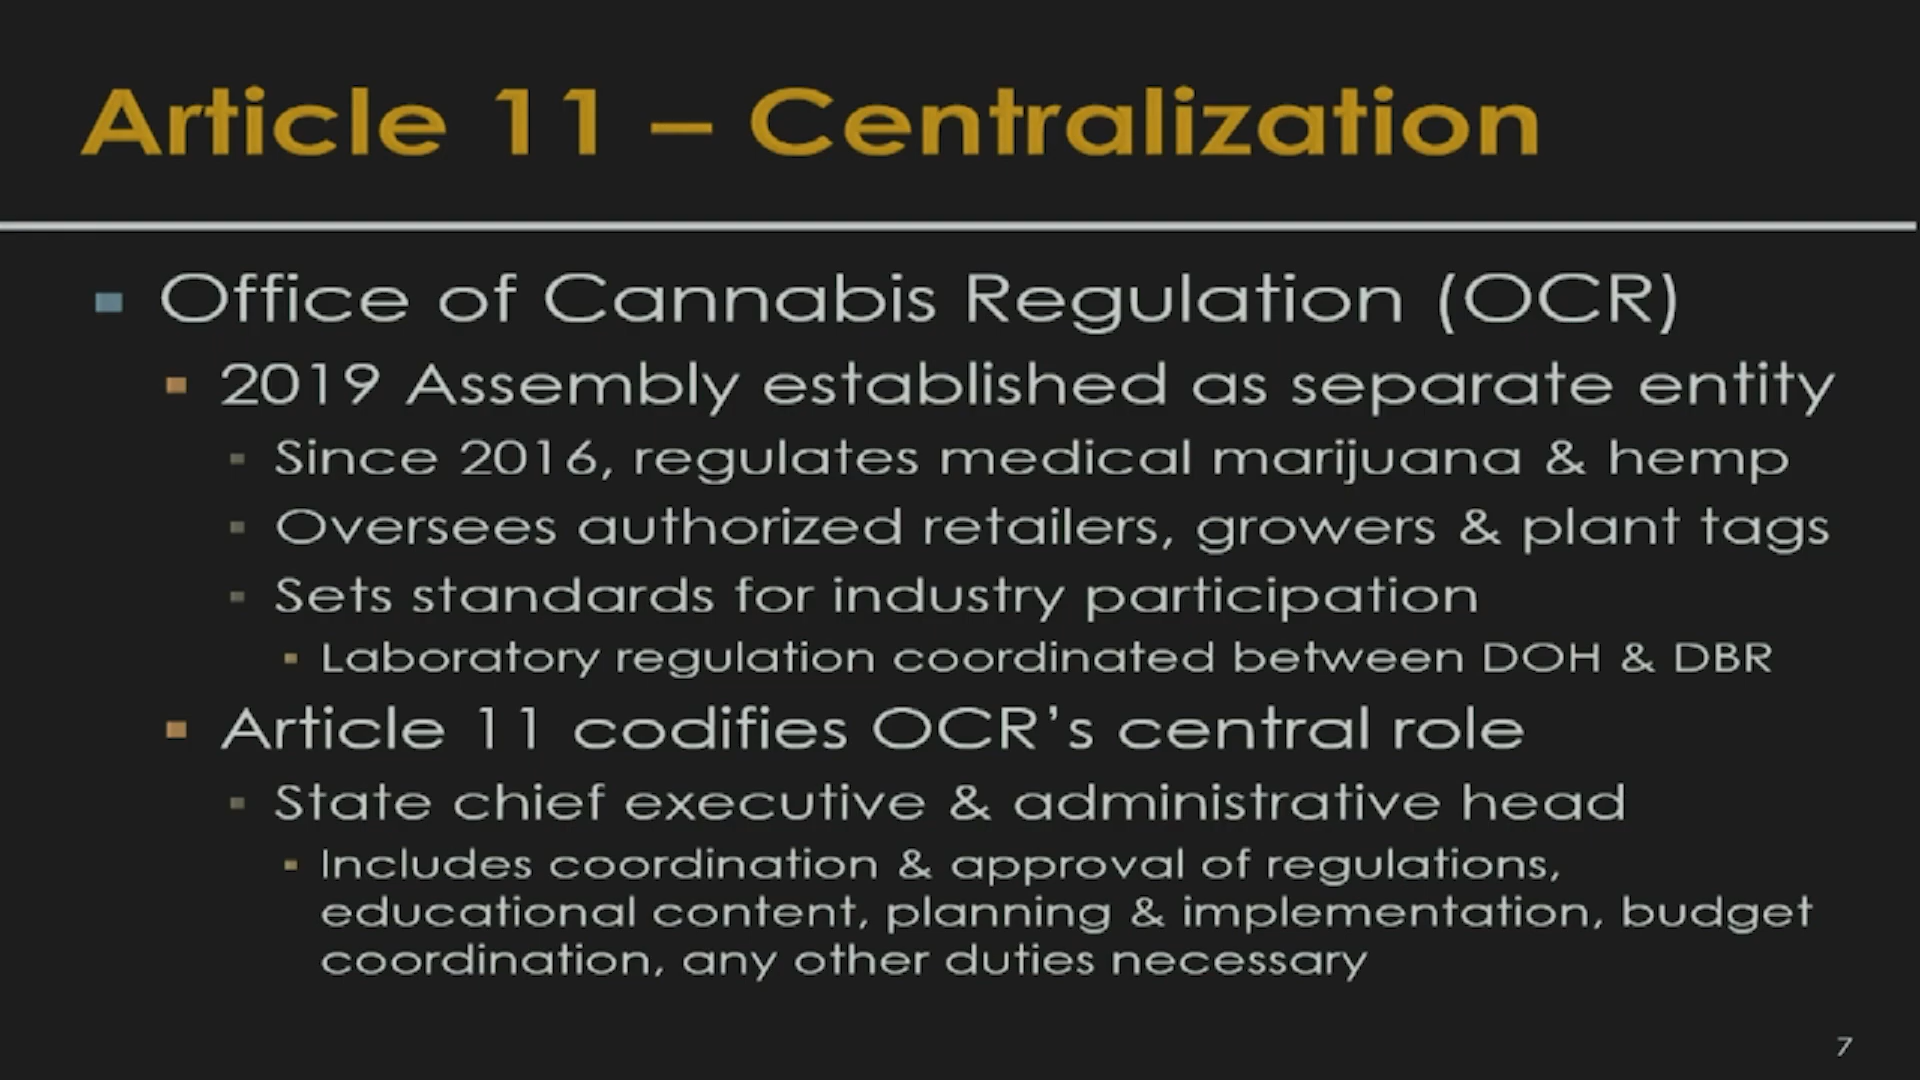 Article 11 – Centralization
Office of Cannabis Regulation (OCR)
2019 Assembly established as separate entity
Since 2016, regulates medical marijuana & hemp
Oversees authorized retailers, growers & plant tags
Sets standards for industry participation
Laboratory regulation coordinated between DOH & DBR
Article 11 codifies OCR’s central role
State chief executive & administrative head
Includes coordination & approval of regulations,
educational content, planning & implementation, budget
coordination, any other duties necessary
7